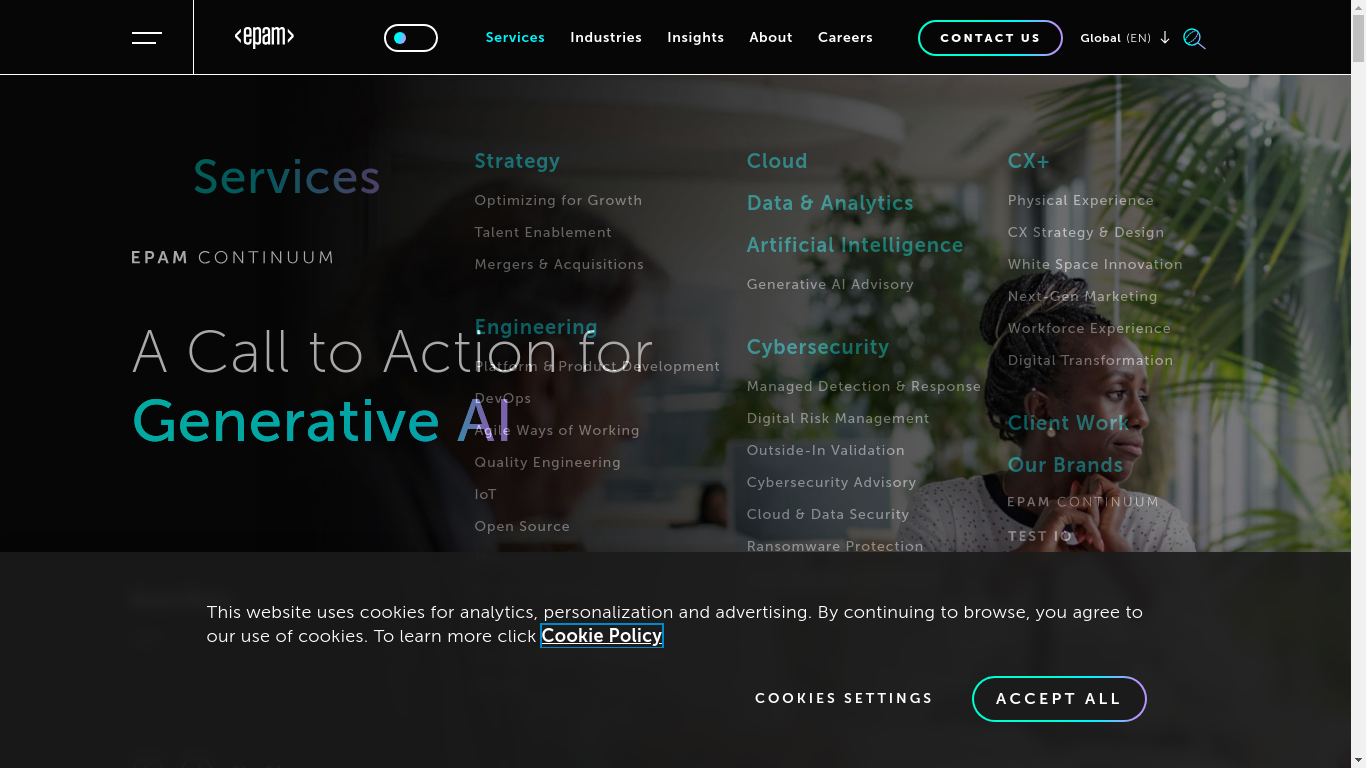 <epam>
Services
Industries
Insights
About
Careers
CONTACT US
Global (EN)
Services
EPAM CONTINUUM
A Call to Action for
Generative AI
Strategy
Optimizing for Growth
Talent Enablement
Mergers & Acquisitions
Engineering
Platform & Product Development
DevOps
Agile Ways of Working
Quality Engineering
IoT
Open Source
Cloud
Data & Analytics
Artificial Intelligence
Generative AI Advisory
Cybersecurity
Managed Detection & Response
Digital Risk Management
Outside-In Validation
Cybersecurity Advisory
Cloud & Data Security
Ransomware Protection
CX+
Physical Experience
CX Strategy & Design
White Space Innovation
Next-Gen Marketing
Workforce Experience
Digital Transformation
Client Work
Our Brands
EPAM CONTINUUM
TEST IO
This website uses cookies for analytics, personalization and advertising. By continuing to browse, you agree to
our use of cookies. To learn more click Cookie Policy
COOKIES SETTINGS
ACCEPT ALL